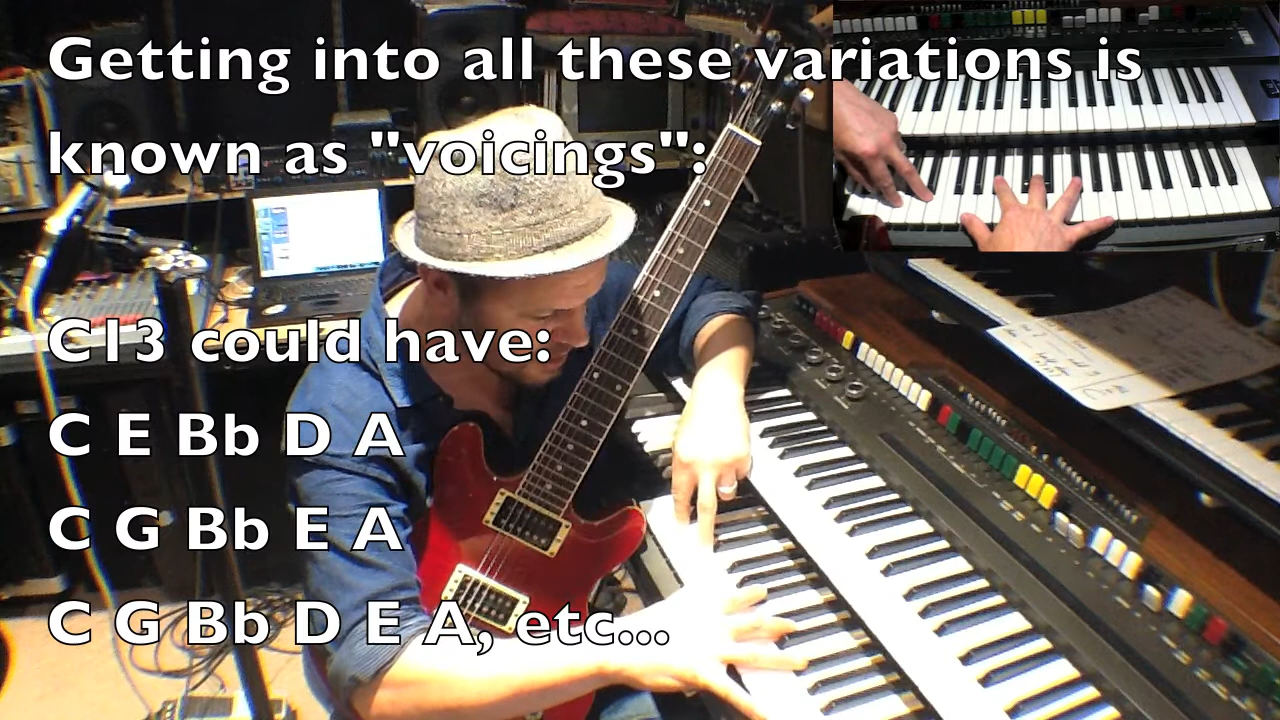 Getting into all these variations is
known as "voicings":
C13 could have:
C E Bb D A
C G Bb E A
C G Bb D E A, etc...